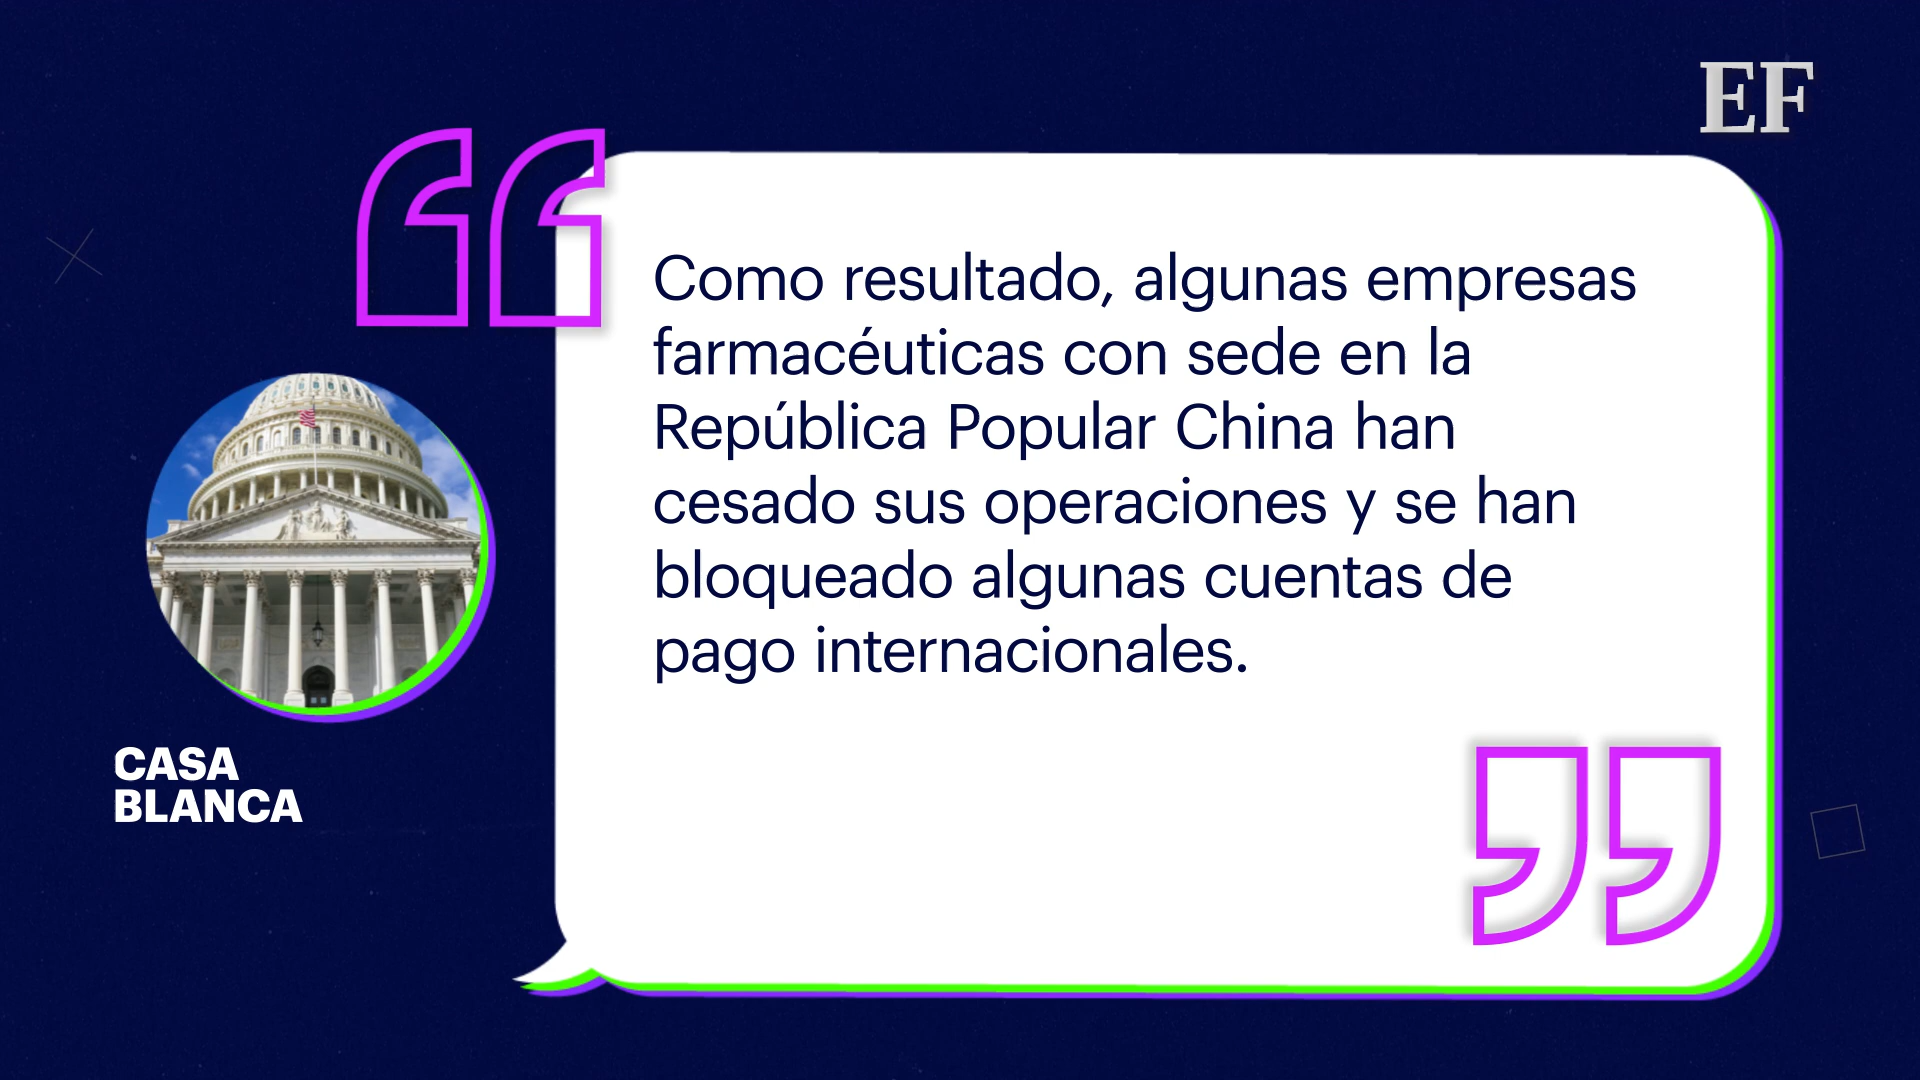 EF
Como resultado, algunas empresas
farmacéuticas con sede en la
República Popular China han
cesado sus operaciones y se han
bloqueado algunas cuentas de
pago internacionales.
CASA
BLANCA